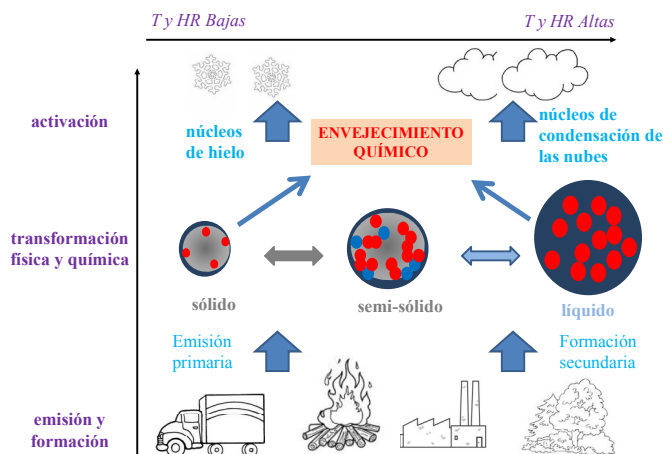 T y HR Bajas
T y HR Altas
activación
núcleos
de hielo
ENVEJECIMIENTO
QUÍMICO
núcleos de
condensación de
las nubes
transformación
física y química
sólido
semi-sólido
líquido
Emisión
primaria
Formación
secundaria
emisión y
formación